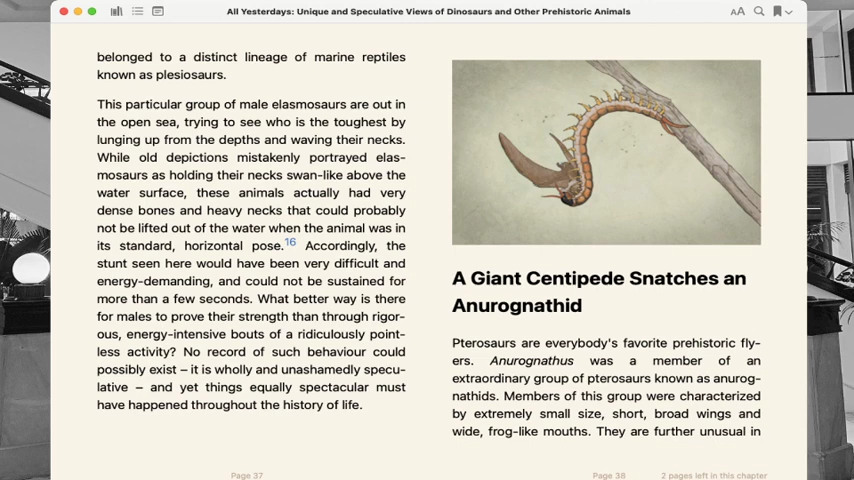 All Yesterdays: Unique and Speculative Views of Dinosaurs and Other Prehistoric Animals
AA
belonged to a distinct lineage of marine reptiles
known as plesiosaurs.
This particular group of male elasmosaurs are out in
the open sea, trying to see who is the toughest by
lunging up from the depths and waving their necks.
While old depictions mistakenly portrayed elas-
mosaurs as holding their necks swan-like above the
water surface, these animals actually had very
dense bones and heavy necks that could probably
not be lifted out of the water when the animal was in
its standard, horizontal pose.16 Accordingly, the
stunt seen here would have been very difficult and
energy-demanding, and could not be sustained for
more than a few seconds. What better way is there
for males to prove their strength than through rigor-
ous, energy-intensive bouts of a ridiculously point-
less activity? No record of such behaviour could
possibly exist – it is wholly and unashamedly specu-
lative – and yet things equally spectacular must
have happened throughout the history of life.
Page 37
A Giant Centipede Snatches an
Anurognathid
Pterosaurs are everybody's favorite prehistoric fly-
ers. Anurognathus was a member of an
extraordinary group of pterosaurs known as anurog-
nathids. Members of this group were characterized
by extremely small size, short, broad wings and
wide, frog-like mouths. They are further unusual in
Page 38
2 pages left in this chapter